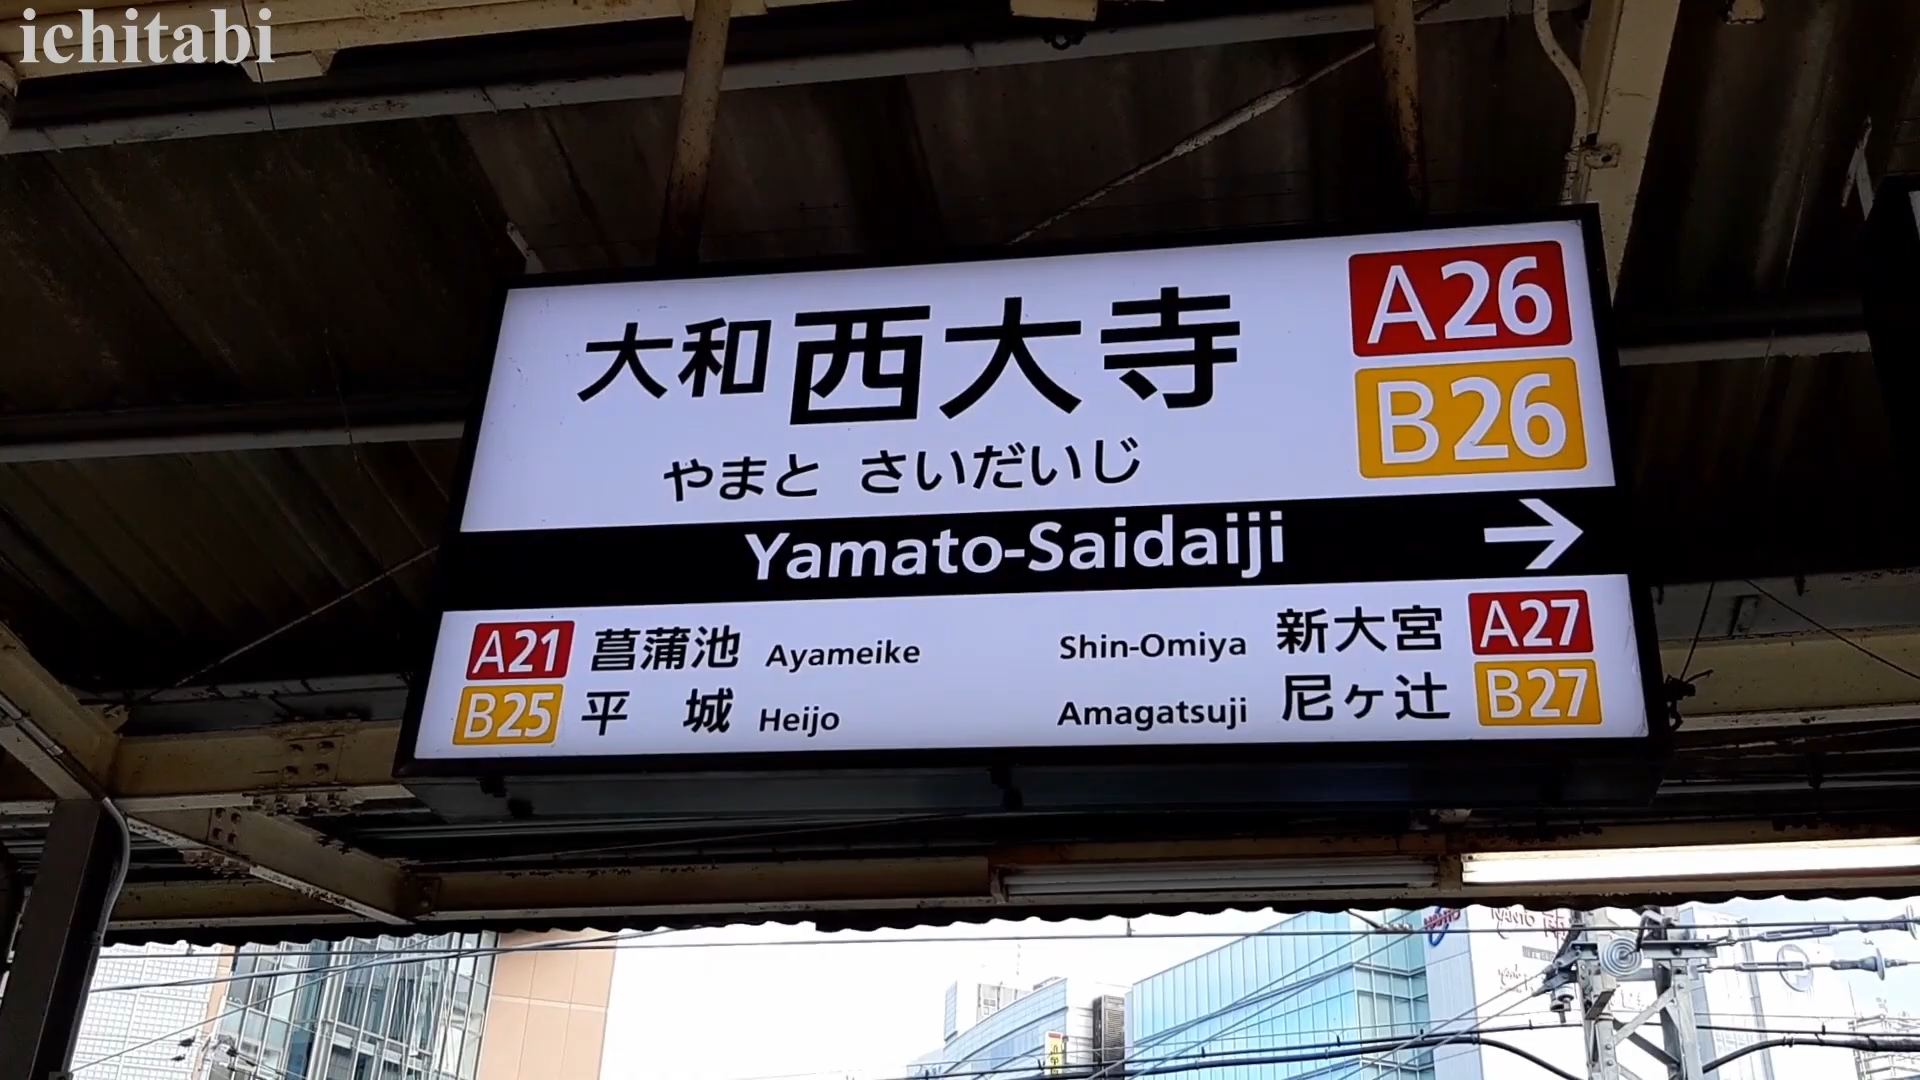 ichitabi
大和西大寺
A26
B26
やまと さいだいじ
Yamato-Saidaiji →
A21 菖蒲池 Ayameike
B25 平 城 Heijo
Shin-Omiya 新大宮 A27
Amagatsuji 尼ヶ辻 B27